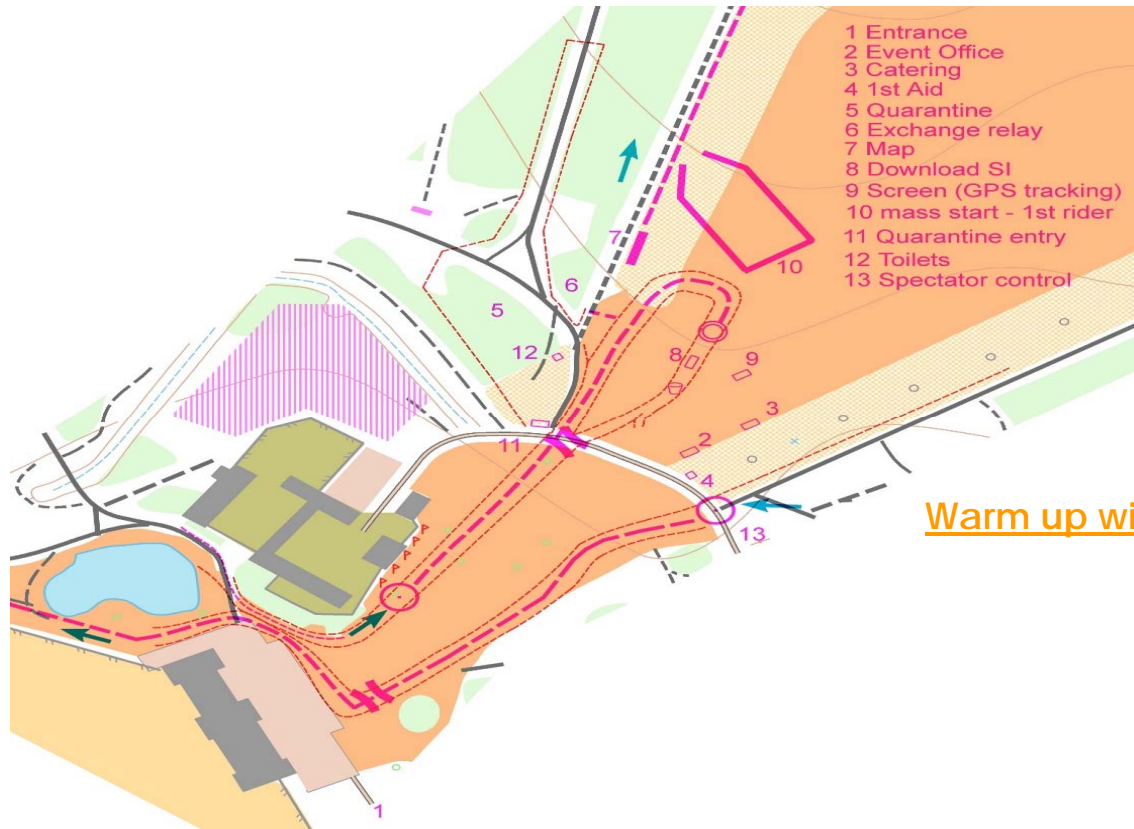 1 Entrance
2 Event Office
3 Catering
4 1st Aid
5 Quarantine
6 Exchange relay
7 Map
8 Download SI
9 Screen (GPS tracking)
10 mass start - 1st rider
11 Quarantine entry
12 Toilets
13 Spectator control
7
10
6
5
12
8
9
3
11
2
4
13
Warm up wi
1